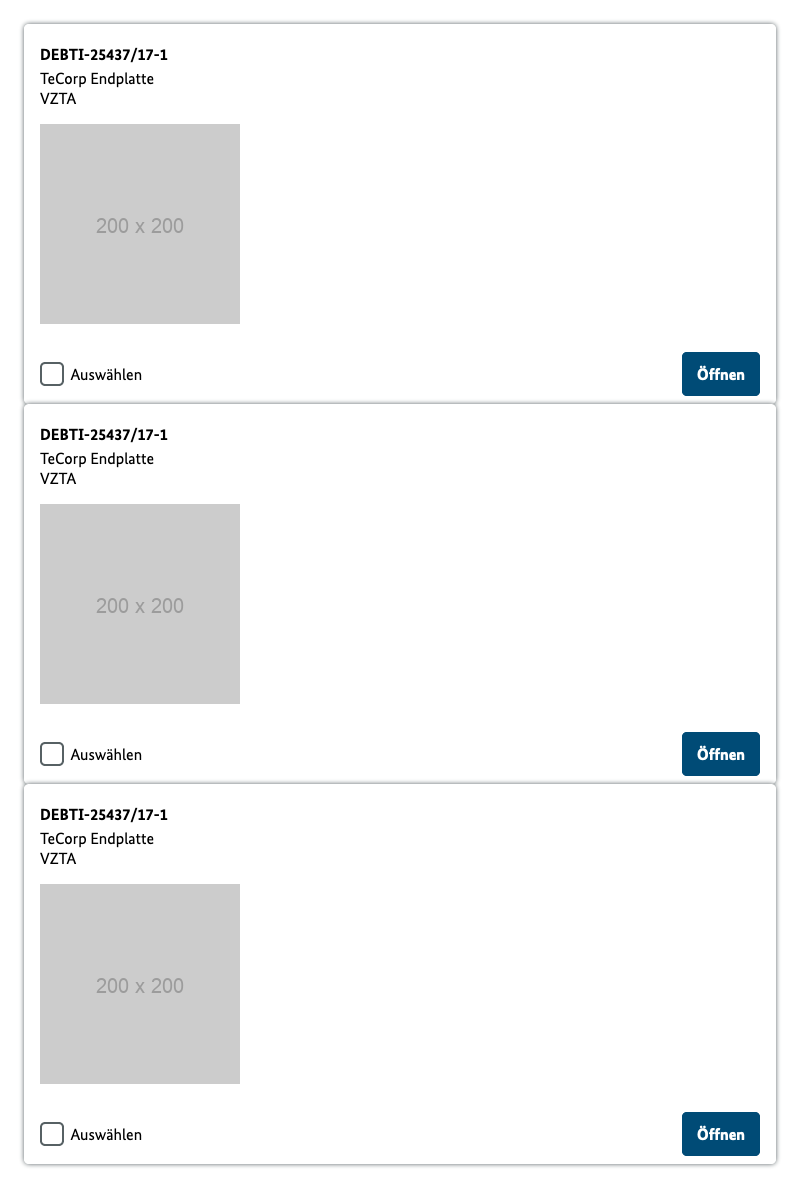 DEBTI-25437/17-1
TeCorp Endplatte
VZTA
200 x 200
Auswählen
Öffnen
DEBTI-25437/17-1
TeCorp Endplatte
VZTA
200 x 200
Auswählen
Öffnen
DEBTI-25437/17-1
TeCorp Endplatte
VZTA
200 x 200
Auswählen
Öffnen